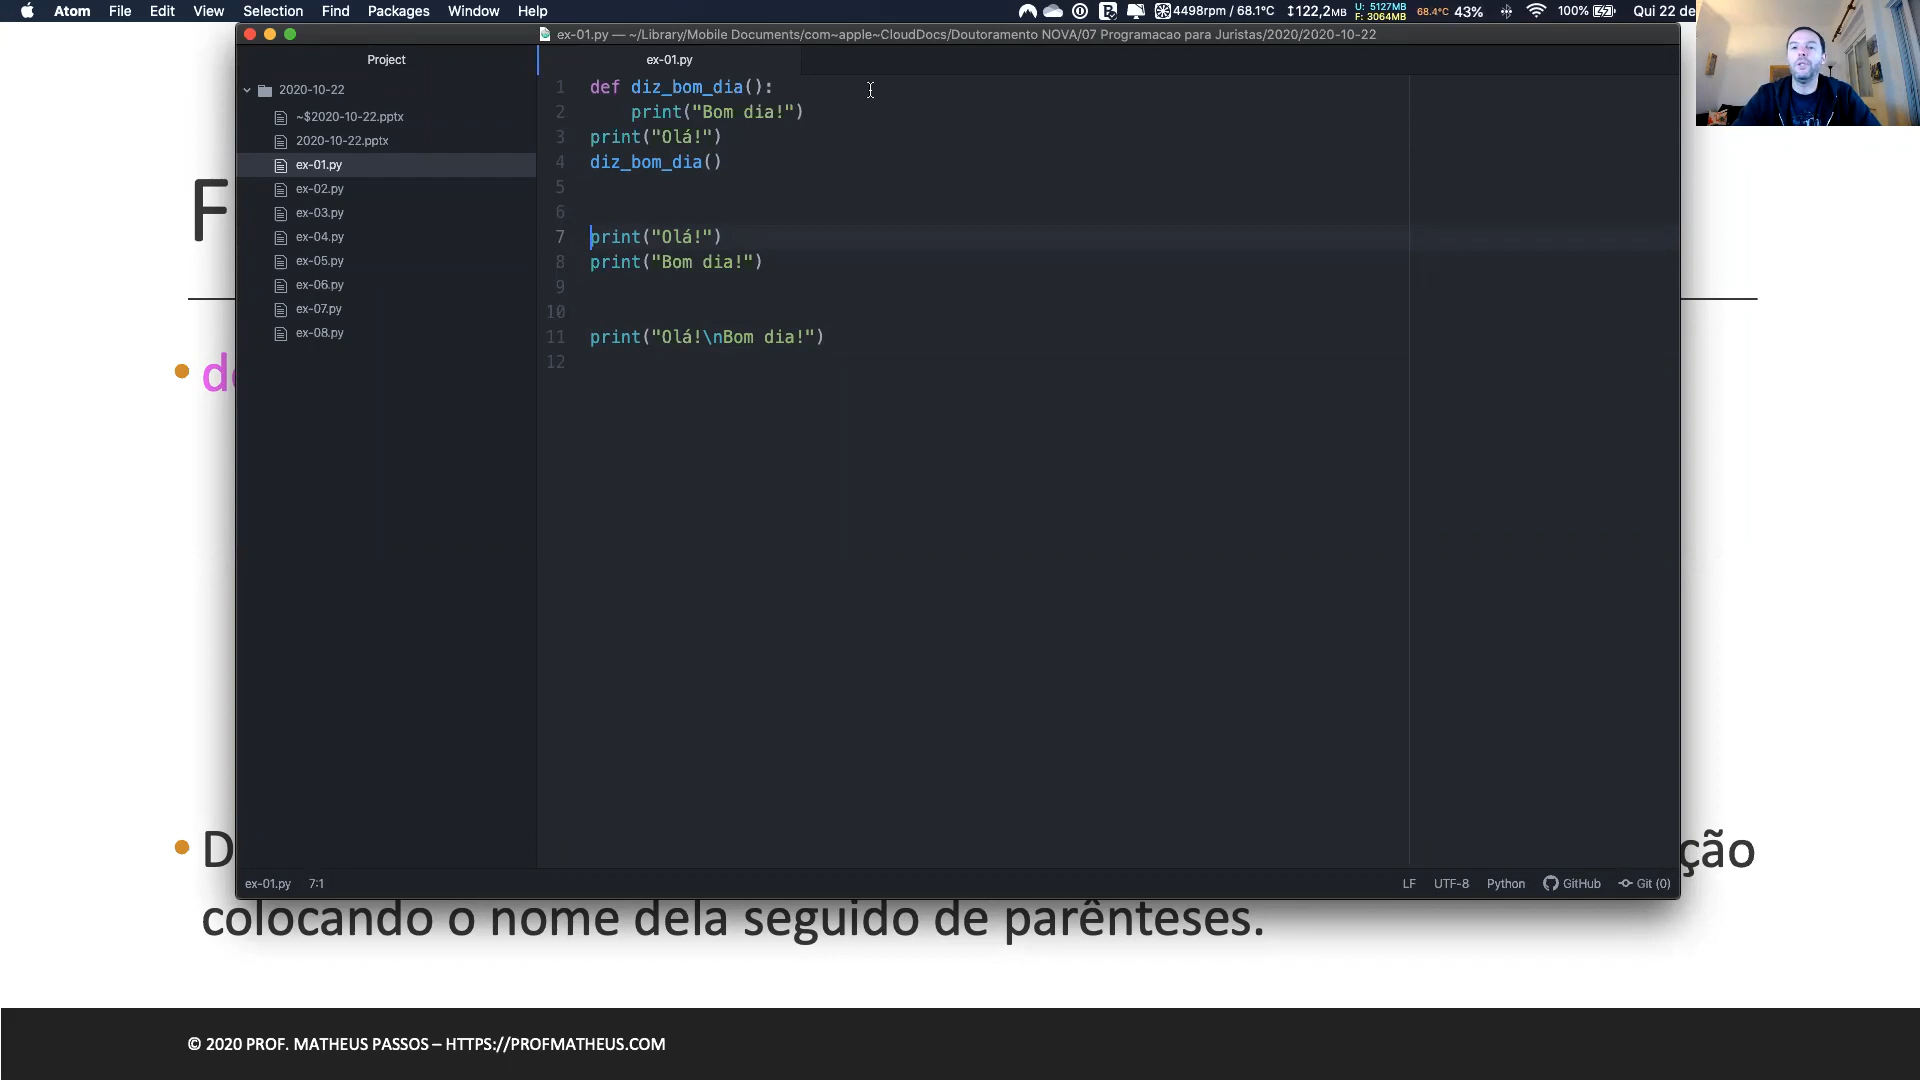 Atom File Edit View Selection Find Packages Window Help 4498rpm / 68.1°C 122,2MB U: 5127MB F: 3064MB 68.4°C 43% 100% Qui 22 de
ex-01.py — ~/Library/Mobile Documents/com~apple~CloudDocs/Doutoramento NOVA/07 Programacao para Juristas/2020/2020-10-22
Project
ex-01.py
2020-10-22
~$2020-10-22.pptx
2020-10-22.pptx
ex-01.py
ex-02.py
ex-03.py
ex-04.py
ex-05.py
ex-06.py
ex-07.py
ex-08.py
1 def diz_bom_dia():
2 print("Bom dia!")
3 print("Olá!")
4 diz_bom_dia()
5
6
7 print("Olá!")
8 print("Bom dia!")
9
10
11 print("Olá!\nBom dia!")
12
ex-01.py 7:1
LF UTF-8 Python GitHub Git (0)
F
d
D
ção
colocando o nome dela seguido de parênteses.
© 2020 PROF. MATHEUS PASSOS – HTTPS://PROFMATHEUS.COM